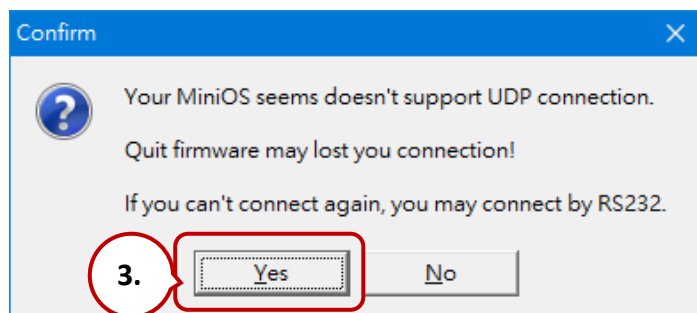 Confirm
Your MiniOS seems doesn't support UDP connection.
Quit firmware may lost you connection!
If you can't connect again, you may connect by RS232.
3.
Yes
No